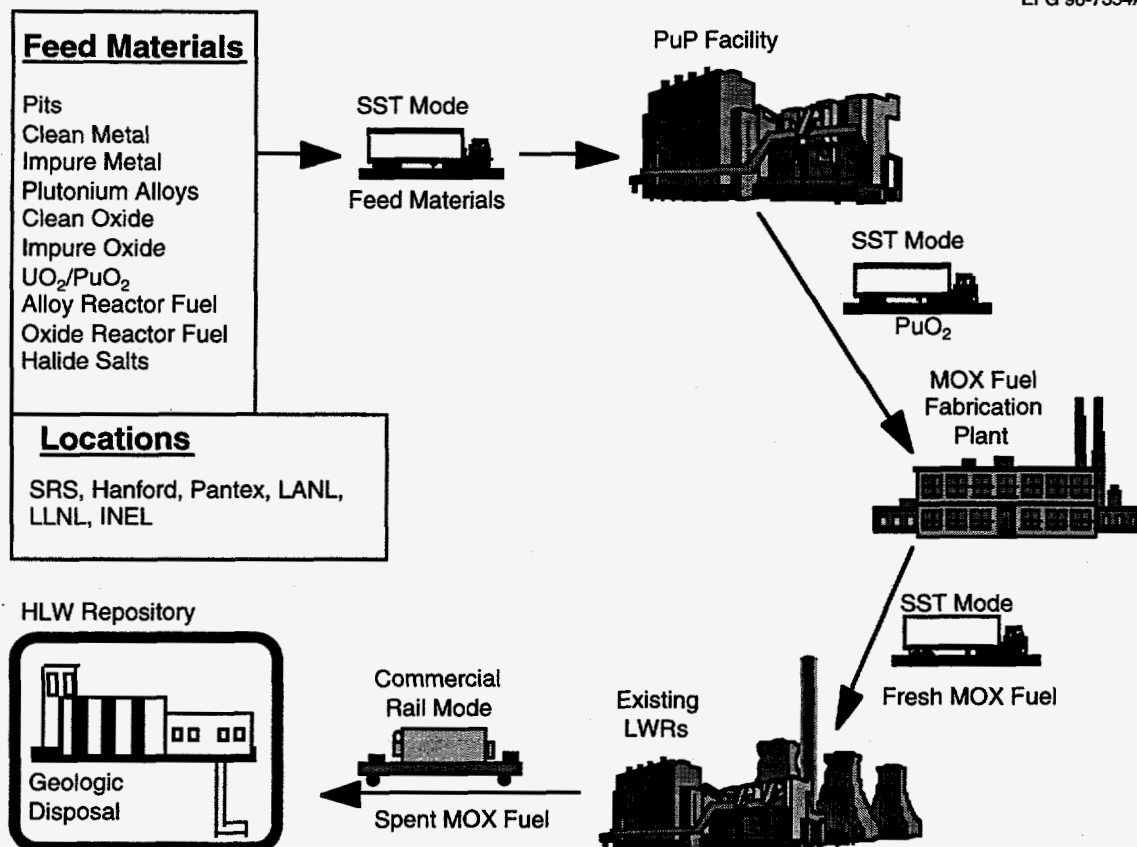 Feed Materials
Pits
Clean Metal
Impure Metal
Plutonium Alloys
Clean Oxide
Impure Oxide
UO₂/PuO₂
Alloy Reactor Fuel
Oxide Reactor Fuel
Halide Salts
Locations
SRS, Hanford, Pantex, LANL,
LLNL, INEL
SST Mode
Feed Materials
PuP Facility
SST Mode
PuO₂
MOX Fuel
Fabrication
Plant
SST Mode
Fresh MOX Fuel
Existing
LWRs
Commercial
Rail Mode
Spent MOX Fuel
HLW Repository
Geologic
Disposal